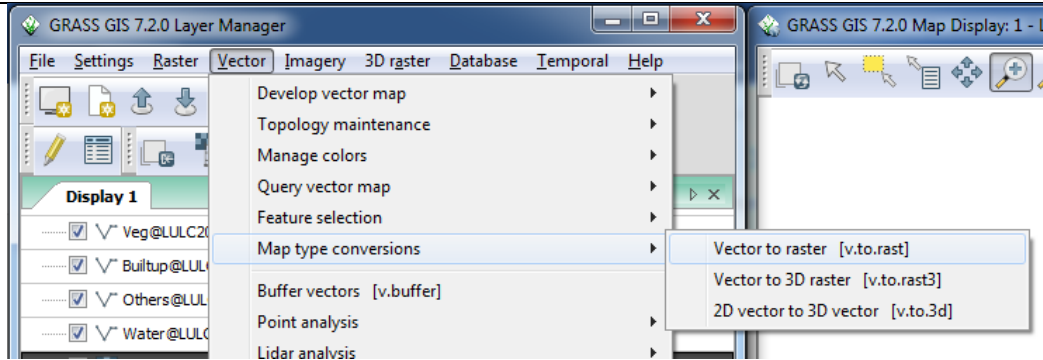 GRASS GIS 7.2.0 Layer Manager
File Settings Raster Vector Imagery 3D raster Database Temporal Help
Develop vector map
Topology maintenance
Manage colors
Query vector map
Feature selection
Map type conversions
Buffer vectors [v.buffer]
Point analysis
Lidar analysis
Display 1
Veg@LULC20
Builtup@LUL
Others@LUL
Water@LULC
GRASS GIS 7.2.0 Map Display: 1 - L
Vector to raster [v.to.rast]
Vector to 3D raster [v.to.rast3]
2D vector to 3D vector [v.to.3d]